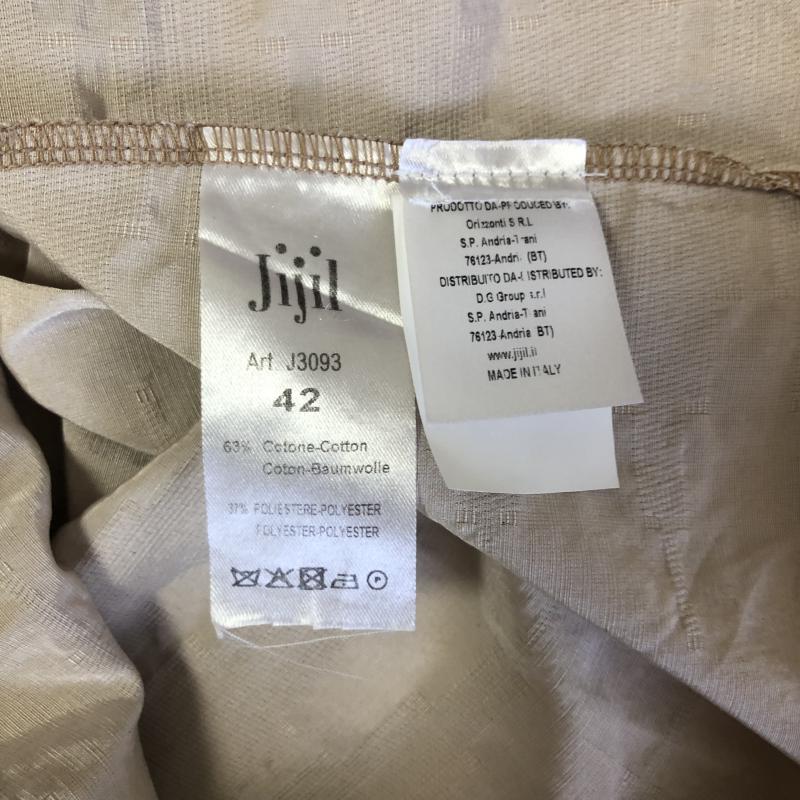 Jijil
Art J3093
42
63% Cotone-Cotton
Coton-Baumwolle
37% POLIESTERE-POLYESTER
POLYESTER-POLYESTER
P
PRODOTTO DA-PRODUCED BY:
Orizzonti S R.L
S.P. Andria-Trani
76123-Andri (BT)
DISTRIBUITO DA-DISTRIBUTED BY:
D.G Group s.r.l
S.P. Andria-Trani
76123-Andria BT)
www.jijil.it
MADE IN ITALY